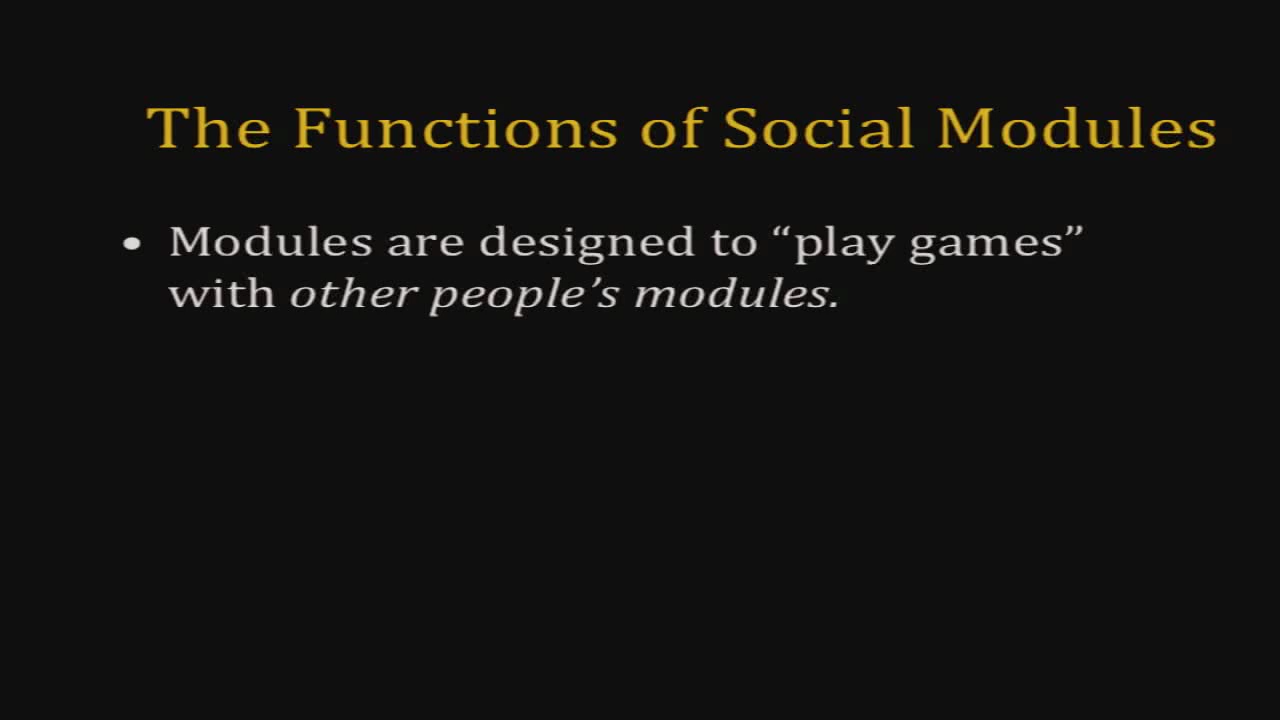 The Functions of Social Modules
• Modules are designed to “play games”
with other people’s modules.